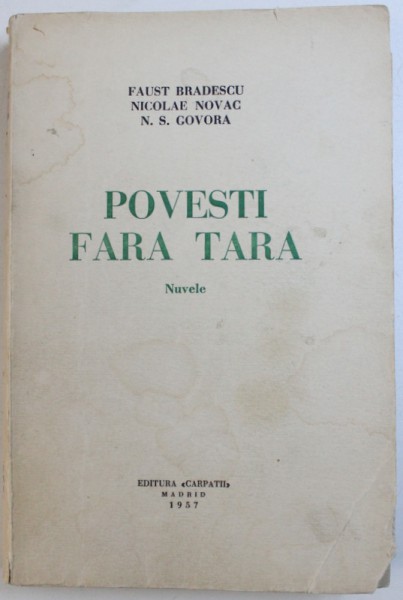 FAUST BRADESCU
NICOLAE NOVAC
N. S. GOVORA
POVESTI
FARA TARA
Nuvele
EDITURA «CARPATII»
MADRID
1957